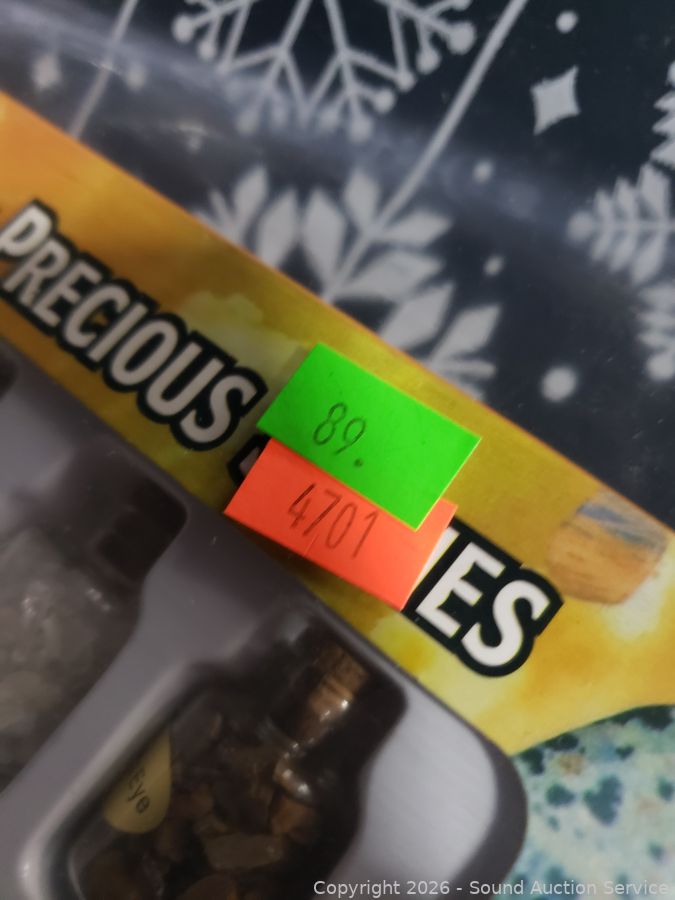 PRECIOUS
89.
4701
ES
Eye
Copyright 2026 - Sound Auction Service